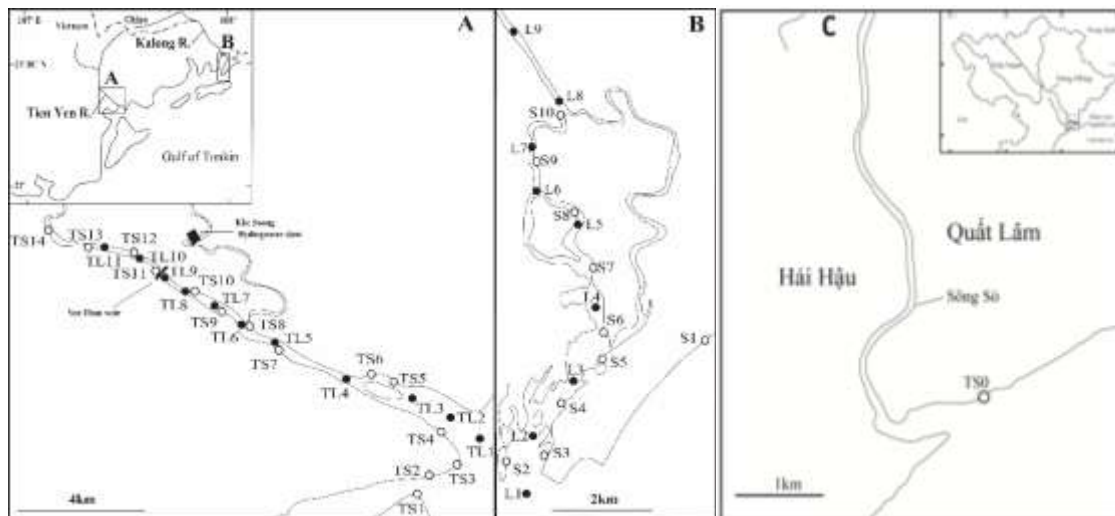 A
107° E
108°
Vietnam
China
Kalong R.
B
A
Tien Yen R.
Gulf of Tonkin
21°
TS14
TS13
TL11
TS12
TL10
TS11
TL9
TS10
TL8
TL7
TS9
TS8
TL6
TL5
TS7
TS6
TS5
TL4
TL3
TL2
TS4
TL1
TS3
TS2
TS1
Hydropower dam
4km
B
L9
L8
S10
L7
S9
L6
S8
L5
S7
L4
S6
S1
S5
L3
S4
L2
S3
S2
L1
2km
C
Quất Lâm
Hải Hậu
Sông Sò
TS0
1km